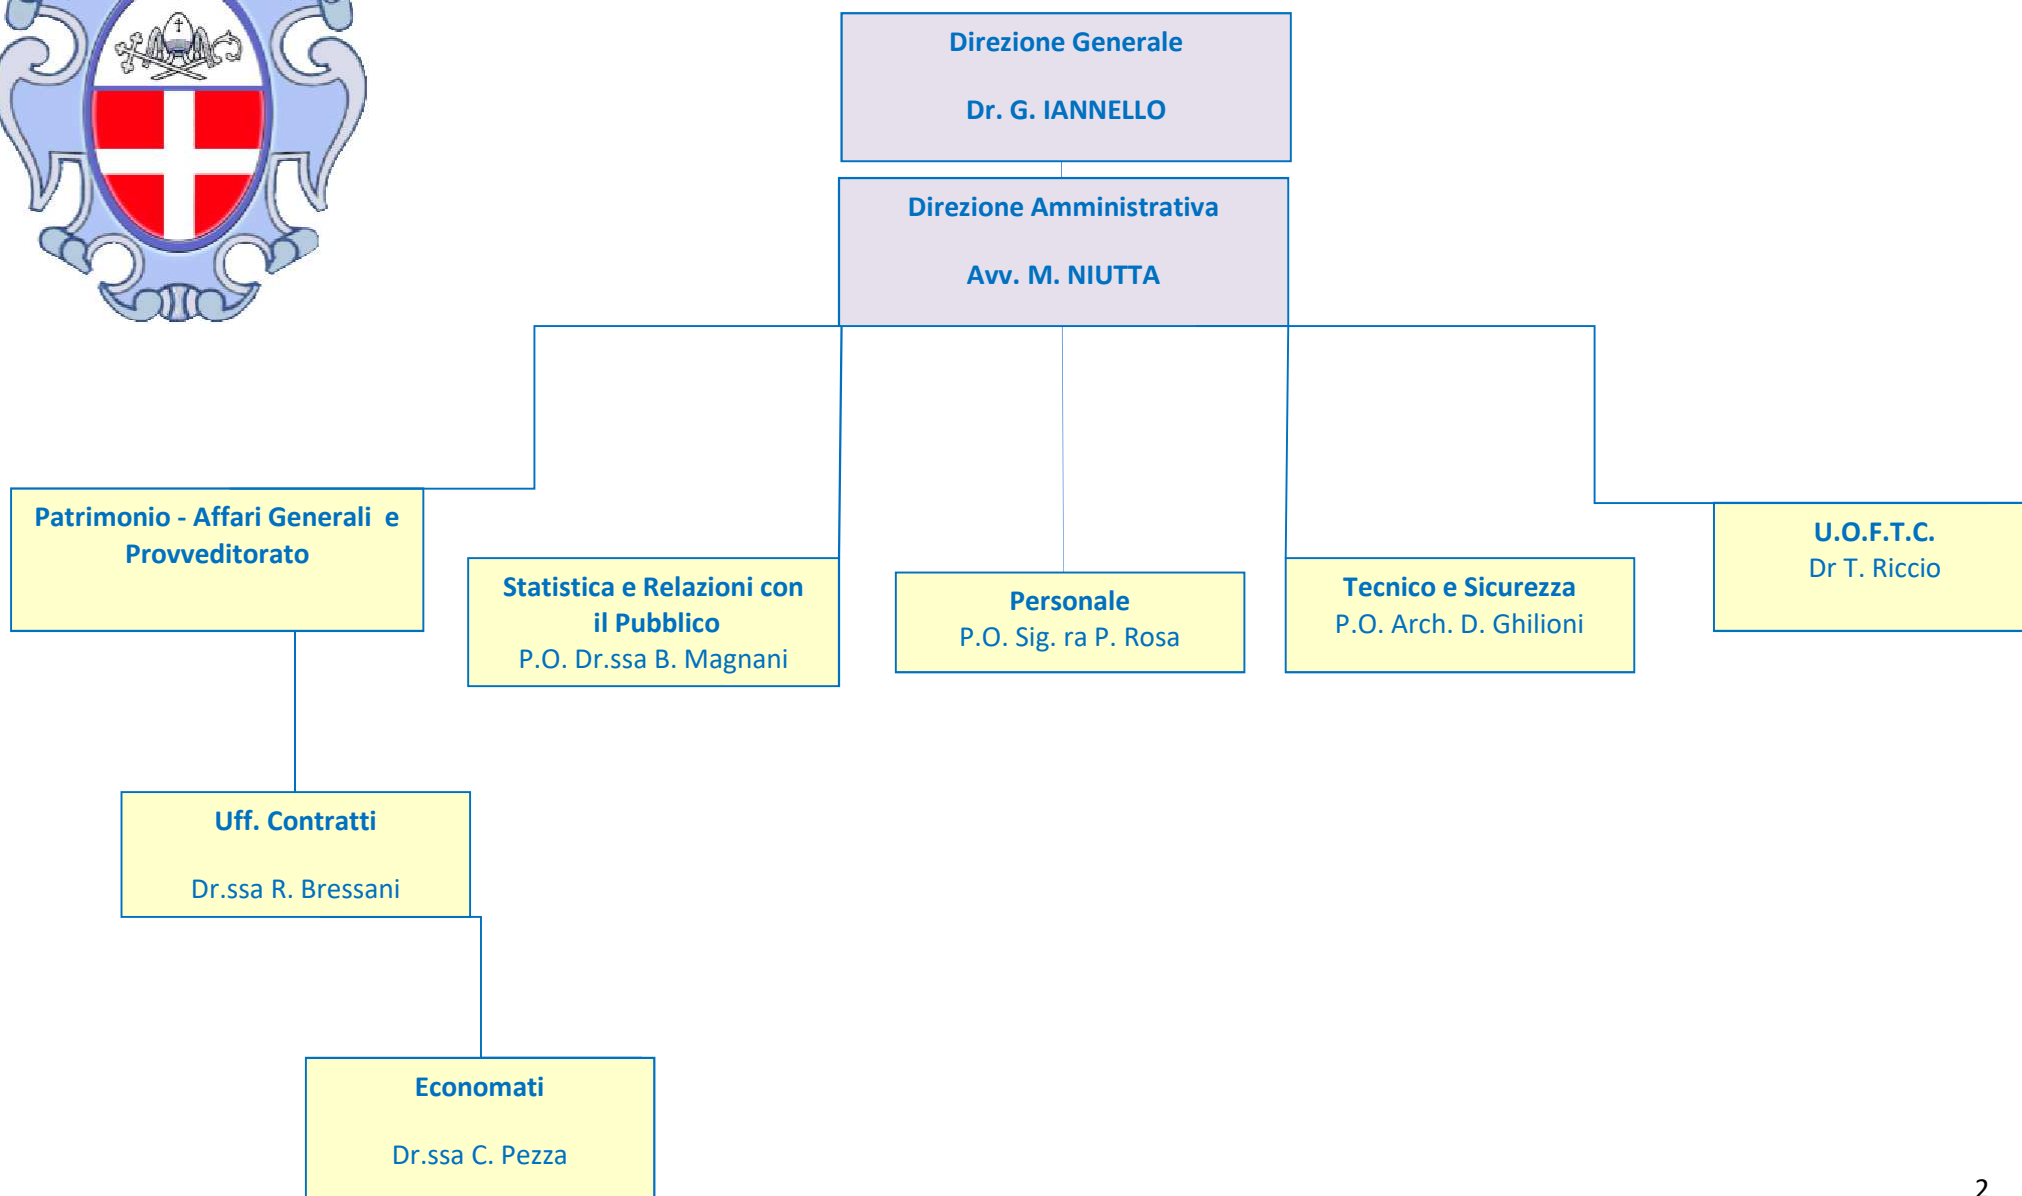 Direzione Generale
Dr. G. IANNELLO
Direzione Amministrativa
Avv. M. NIUTTA
Patrimonio - Affari Generali  e
Provveditorato
Statistica e Relazioni con
il Pubblico
P.O. Dr.ssa B. Magnani
Personale
P.O. Sig. ra P. Rosa
Tecnico e Sicurezza
P.O. Arch. D. Ghilioni
U.O.F.T.C.
Dr T. Riccio
Uff. Contratti
Dr.ssa R. Bressani
Economati
Dr.ssa C. Pezza
2